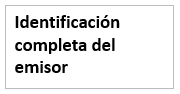 Identificación
completa del
emisor